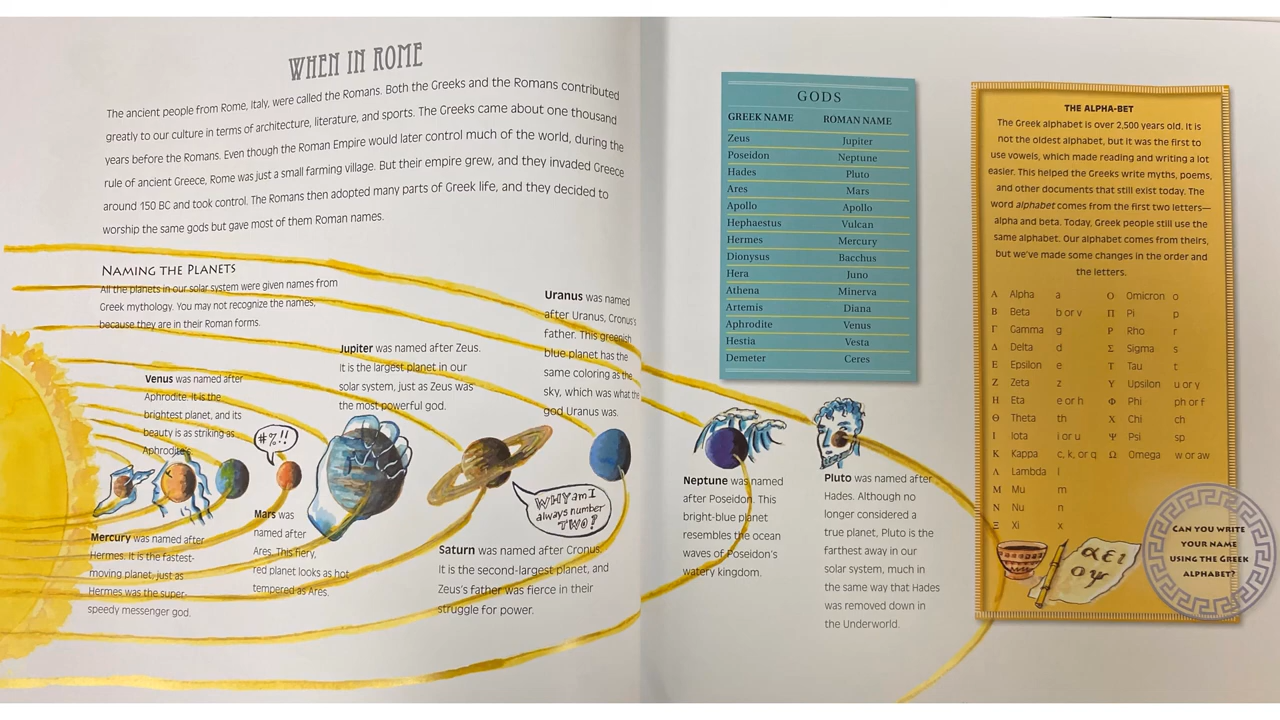 WHEN IN ROME
The ancient people from Rome, Italy, were called the Romans. Both the Greeks and the Romans contributed
greatly to our culture in terms of architecture, literature, and sports. The Greeks came about one thousand
years before the Romans. Even though the Roman Empire would later control much of the world, during the
rule of ancient Greece, Rome was just a small farming village. But their empire grew, and they invaded Greece
around 150 BC and took control. The Romans then adopted many parts of Greek life, and they decided to
worship the same gods but gave most of them Roman names.
NAMING THE PLANETS
All the planets in our solar system were given names from
Greek mythology. You may not recognize the names,
because they are in their Roman forms.
Mercury was named after
Hermes. It is the fastest-
moving planet, just as
Hermes was the super-
speedy messenger god.
Venus was named after
Aphrodite. It is the
brightest planet, and its
beauty is as striking as
Aphrodite's.
#%!!
Mars was
named after
Ares. This fiery,
red planet looks as hot
tempered as Ares.
Jupiter was named after Zeus.
It is the largest planet in our
solar system, just as Zeus was
the most powerful god.
Saturn was named after Cronus.
It is the second-largest planet, and
Zeus's father was fierce in their
struggle for power.
WHY am I
always number
TWO?
Uranus was named
after Uranus, Cronus's
father. This greenish
blue planet has the
same coloring as the
sky, which was what the
god Uranus was.
Neptune was named
after Poseidon. This
bright-blue planet
resembles the ocean
waves of Poseidon's
watery kingdom.
Pluto was named after
Hades. Although no
longer considered a
true planet, Pluto is the
farthest away in our
solar system, much in
the same way that Hades
was removed down in
the Underworld.
GODS
GREEK NAME ROMAN NAME
Zeus Jupiter
Poseidon Neptune
Hades Pluto
Ares Mars
Apollo Apollo
Hephaestus Vulcan
Hermes Mercury
Dionysus Bacchus
Hera Juno
Athena Minerva
Artemis Diana
Aphrodite Venus
Hestia Vesta
Demeter Ceres
THE ALPHA-BET
The Greek alphabet is over 2,500 years old. It is
not the oldest alphabet, but it was the first to
use vowels, which made reading and writing a lot
easier. This helped the Greeks write myths, poems,
and other documents that still exist today. The
word alphabet comes from the first two letters—
alpha and beta. Today, Greek people still use the
same alphabet. Our alphabet comes from theirs,
but we've made some changes in the order and
the letters.
Α Alpha a Ο Omicron o
Β Beta b or v Π Pi p
Γ Gamma g Ρ Rho r
Δ Delta d Σ Sigma s
Ε Epsilon e Τ Tau t
Ζ Zeta z Υ Upsilon u or y
Η Eta e or h Φ Phi ph or f
Θ Theta th Χ Chi ch
Ι Iota i or u Ψ Psi sp
Κ Kappa c, k, or q Ω Omega w or aw
Λ Lambda l
Μ Mu m
Ν Nu n
Ξ Xi x
CAN YOU WRITE
YOUR NAME
USING THE GREEK
ALPHABET?